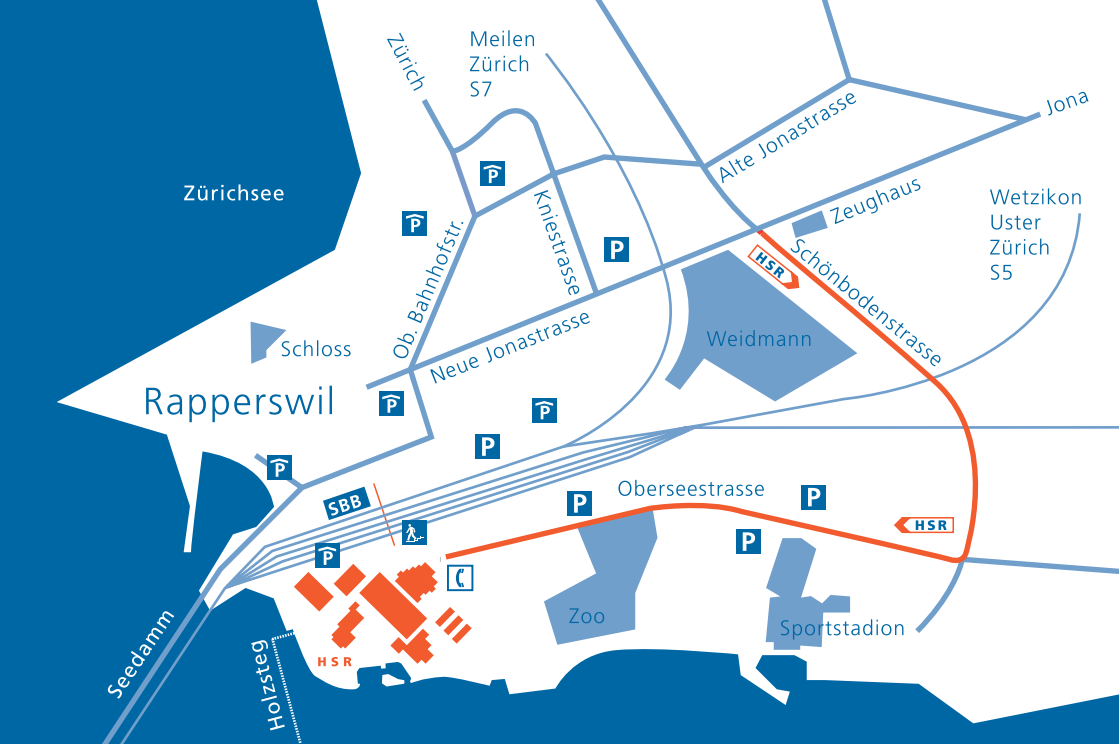 Zürich
Meilen
Zürich
S7
Jona
Alte Jonastrasse
P
Zürichsee
Zeughaus
Wetzikon
Uster
Zürich
S5
Kniestrasse
P
Ob. Bahnhofstr.
P
HSR
Schönbodenstrasse
Schloss
Neue Jonastrasse
Weidmann
Rapperswil
P
P
P
P
SBB
Oberseestrasse
P
P
HSR
P
P
Zoo
Sportstadion
Seedamm
Holzsteg
HSR